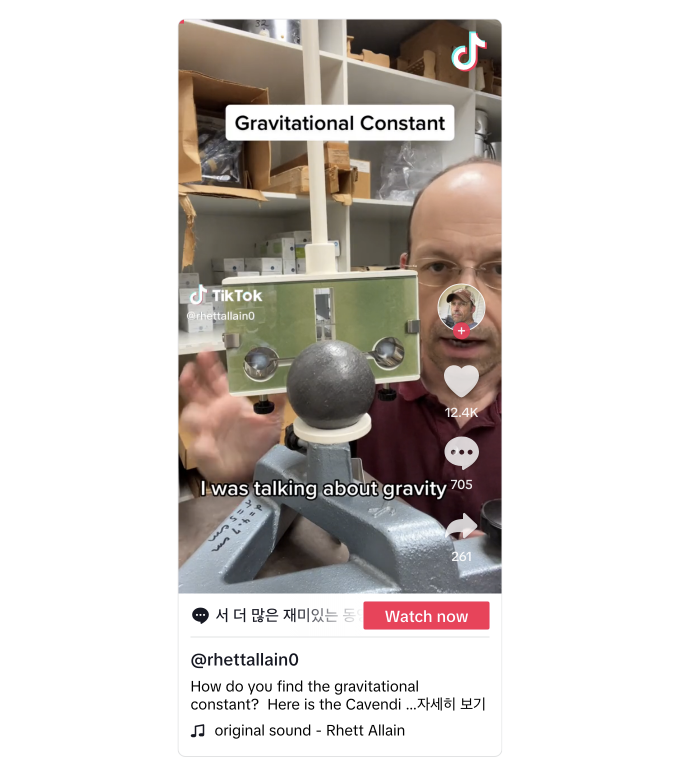 Gravitational Constant
TikTok
@rhettallain0
12.4K
I was talking about gravity
705
261
서 더 많은 재미있는 동
Watch now
@rhettallain0
How do you find the gravitational
constant? Here is the Cavendi ...자세히 보기
original sound - Rhett Allain